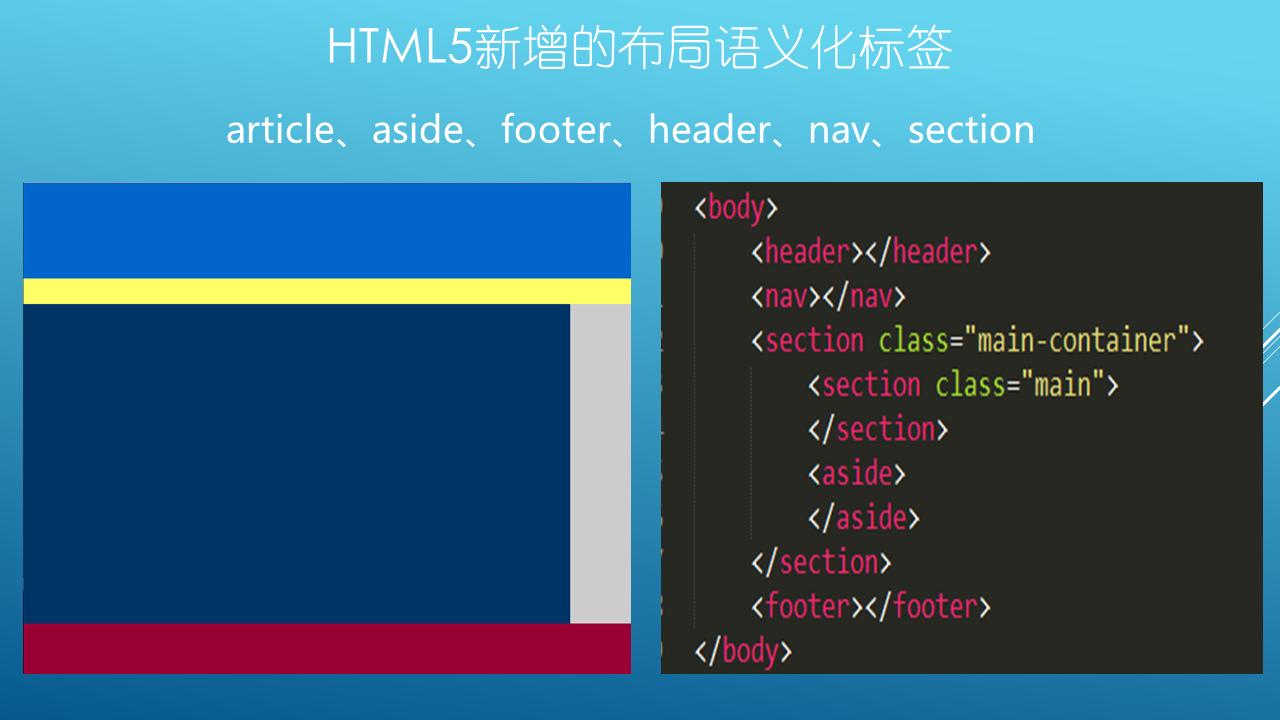 HTML5新增的布局语义化标签
article、aside、footer、header、nav、section
<body>
<header></header>
<nav></nav>
<section class="main-container">
<section class="main">
</section>
<aside>
</aside>
</section>
<footer></footer>
</body>